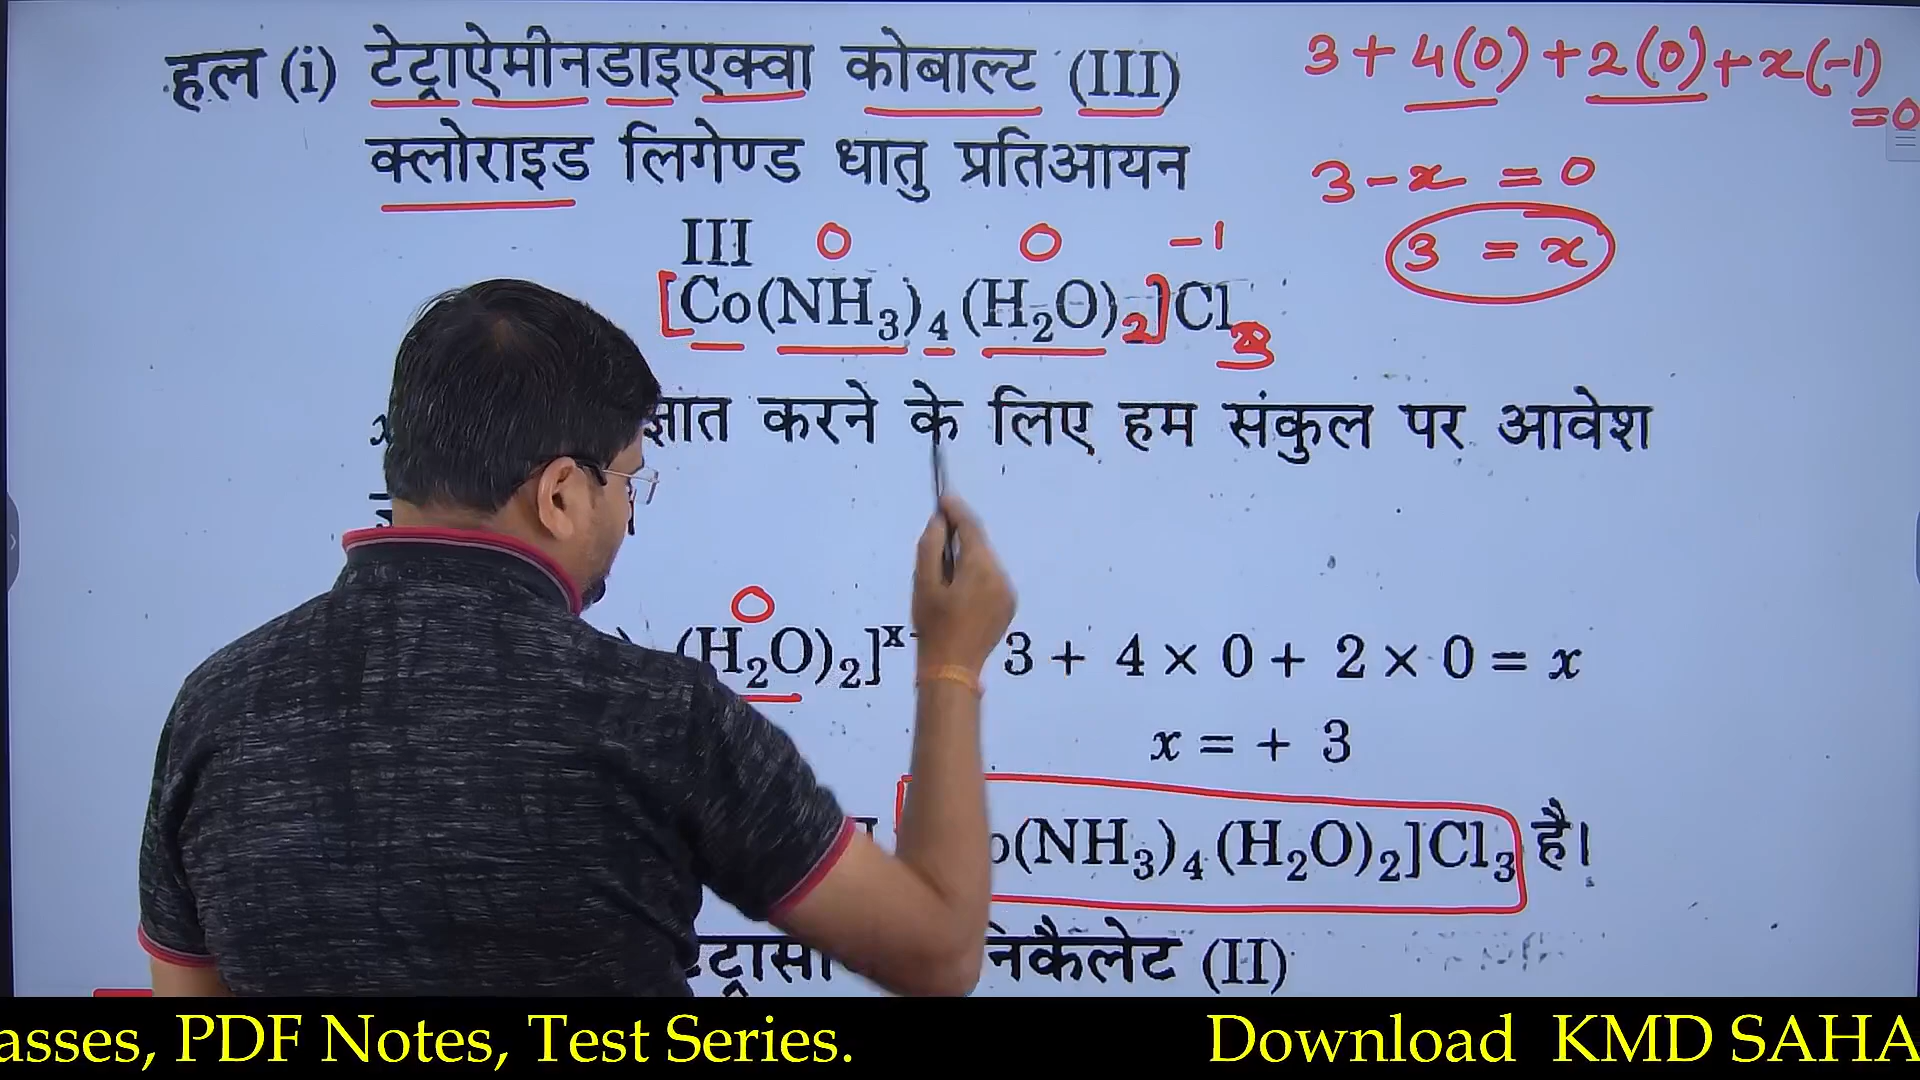 हल (i) टेट्राऐमीनडाइएक्वा कोबाल्ट (III)
3 + 4(0) + 2(0) + x(-1) = 0
क्लोराइड लिगेण्ड धातु प्रतिआयन
3 - x = 0
3 = x
III 0 0 -1
[Co(NH₃)₄(H₂O)₂]Cl₃
x ज्ञात करने के लिए हम संकुल पर आवेश
0
(H₂O)₂]ˣ 3 + 4 × 0 + 2 × 0 = x
x = + 3
(NH₃)₄(H₂O)₂]Cl₃ है।
निकैलेट (II)
asses, PDF Notes, Test Series. Download KMD SAHA